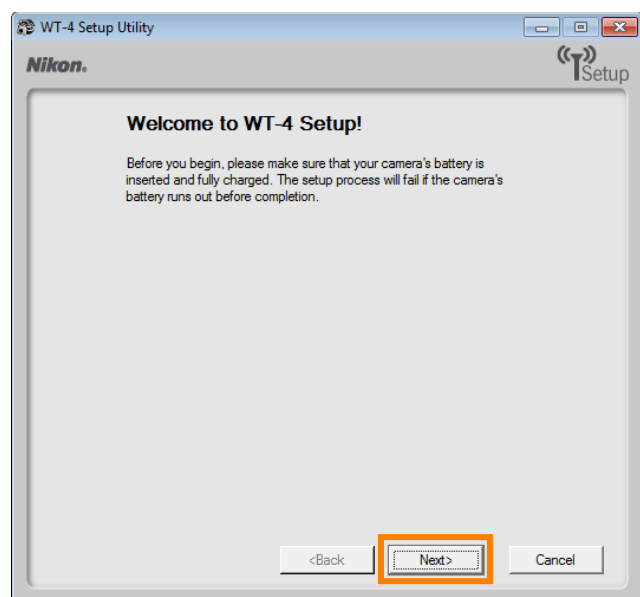 WT-4 Setup Utility
Nikon®
Setup
Welcome to WT-4 Setup!
Before you begin, please make sure that your camera's battery is
inserted and fully charged. The setup process will fail if the camera's
battery runs out before completion.
<Back
Next>
Cancel